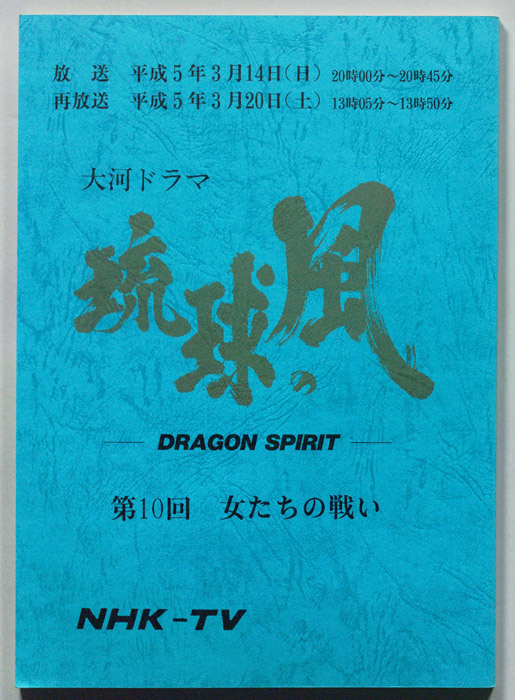 放 送 平成5年3月14日(日) 20時00分～20時45分
再放送 平成5年3月20日(土) 13時05分～13時50分
大河ドラマ
琉球の風
DRAGON SPIRIT
第10回 女たちの戦い
NHK-TV